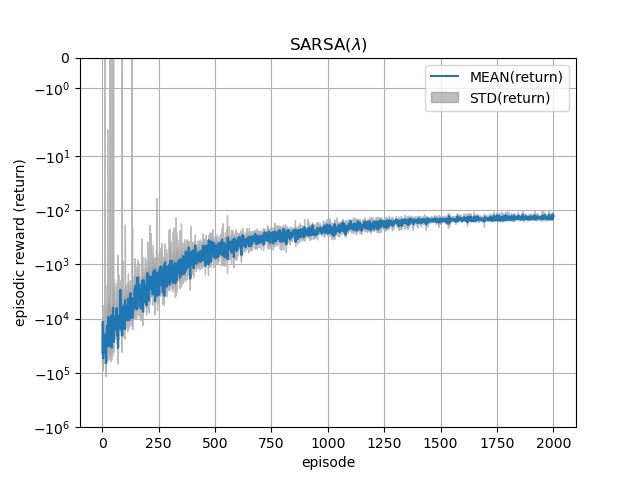 SARSA(λ)
MEAN(return)
STD(return)
episodic reward (return)
0
−10⁰
−10¹
−10²
−10³
−10⁴
−10⁵
−10⁶
0 250 500 750 1000 1250 1500 1750 2000
episode